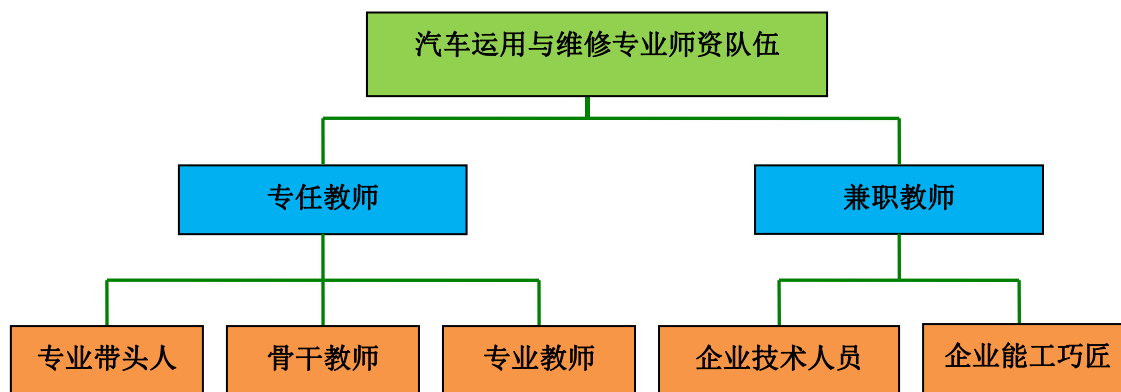 汽车运用与维修专业师资队伍
专任教师
兼职教师
专业带头人
骨干教师
专业教师
企业技术人员
企业能工巧匠